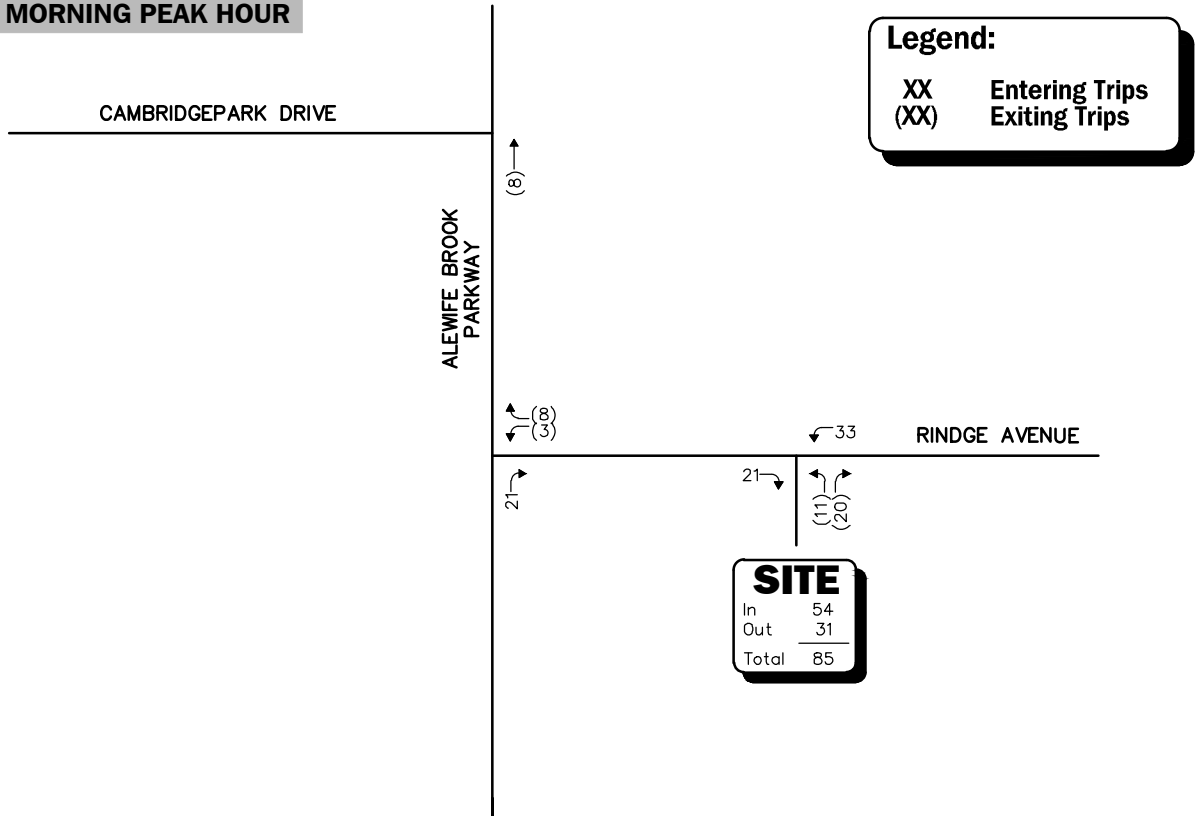 MORNING PEAK HOUR
Legend:
XX Entering Trips
(XX) Exiting Trips
CAMBRIDGEPARK DRIVE
(8)
ALEWIFE BROOK
PARKWAY
(8)
(3)
33
RINDGE AVENUE
21
21
(11)
(20)
SITE
In 54
Out 31
Total 85